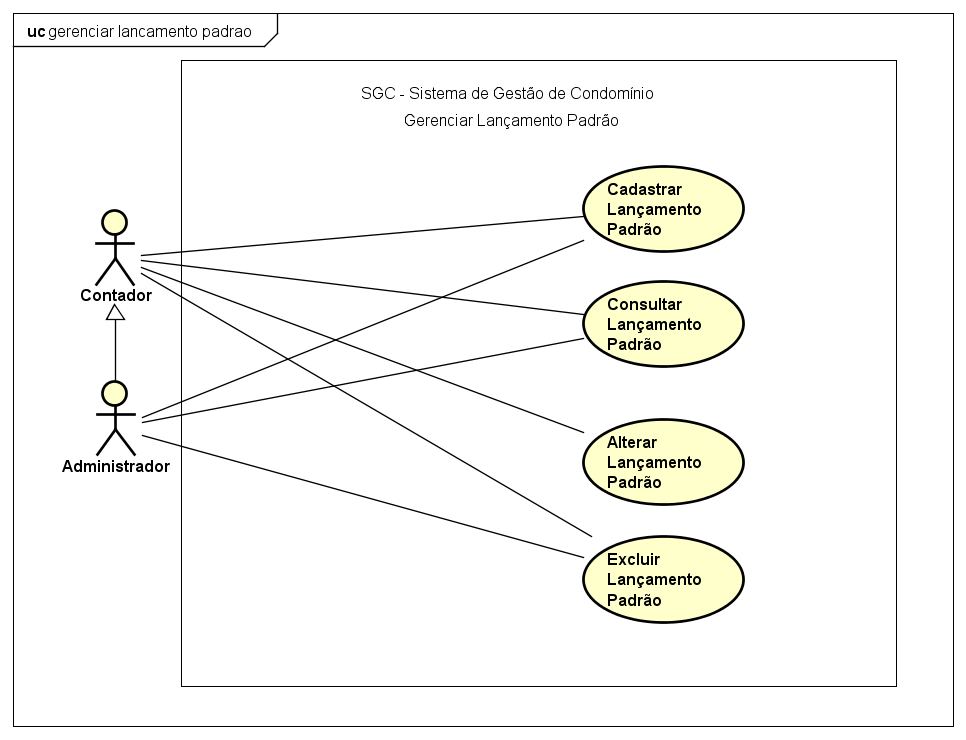 uc gerenciar lancamento padrao
SGC - Sistema de Gestão de Condomínio
Gerenciar Lançamento Padrão
Cadastrar
Lançamento
Padrão
Contador
Consultar
Lançamento
Padrão
Administrador
Alterar
Lançamento
Padrão
Excluir
Lançamento
Padrão